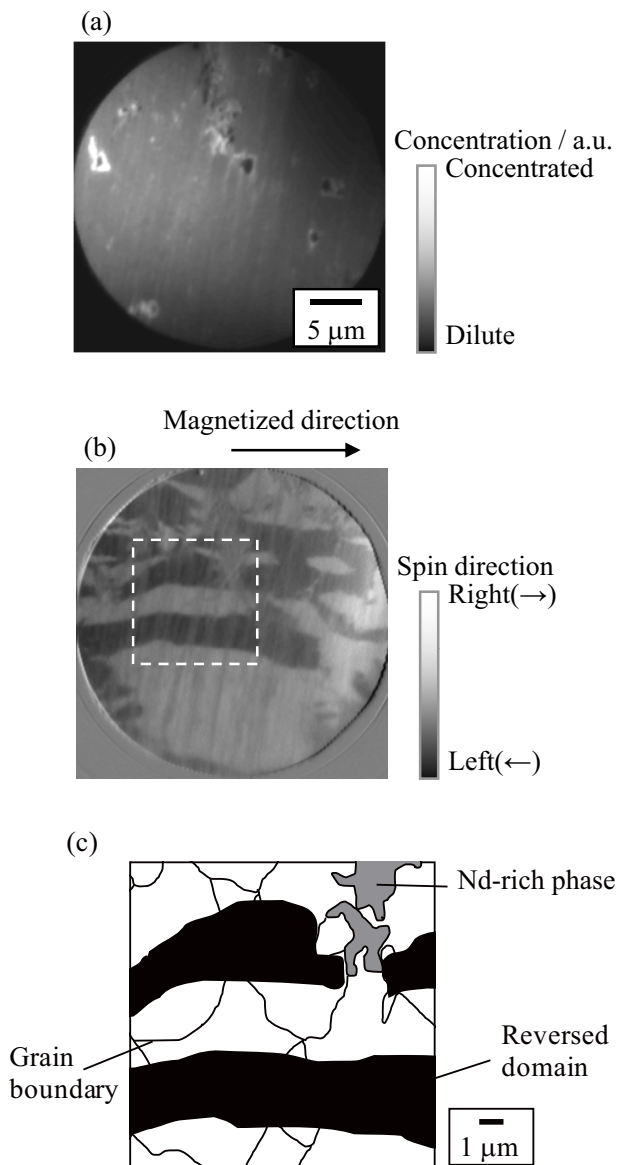 (a)
Concentration / a.u.
Concentrated
Dilute
5 μm
Magnetized direction
(b)
Spin direction
Right(→)
Left(←)
(c)
Nd-rich phase
Grain
boundary
Reversed
domain
1 μm